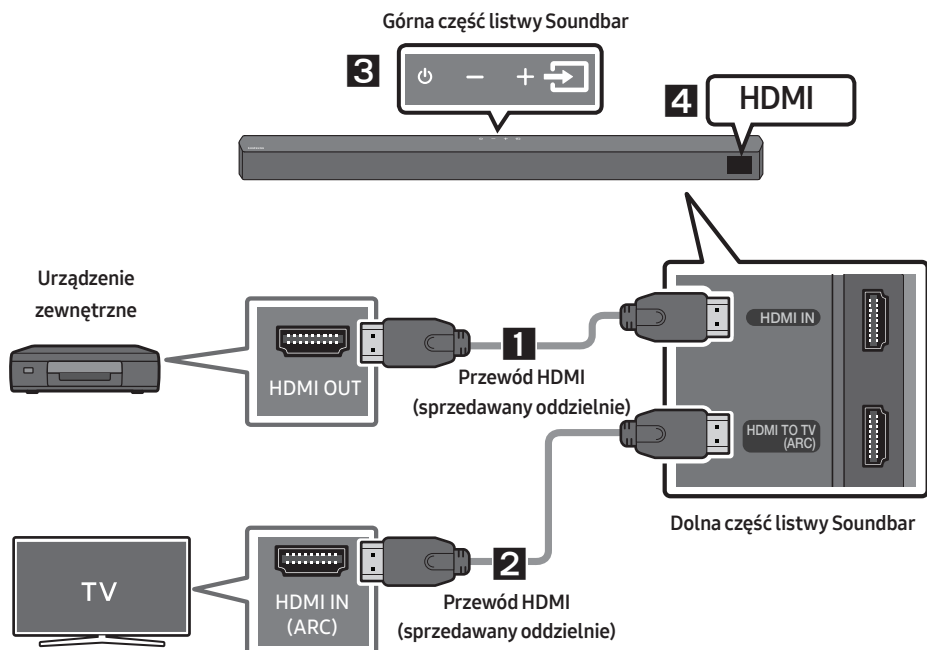 Górna część listwy Soundbar
3
4
HDMI
Urządzenie
zewnętrzne
HDMI OUT
1
Przewód HDMI
(sprzedawany oddzielnie)
HDMI IN
HDMI TO TV
(ARC)
Dolna część listwy Soundbar
TV
HDMI IN
(ARC)
2
Przewód HDMI
(sprzedawany oddzielnie)